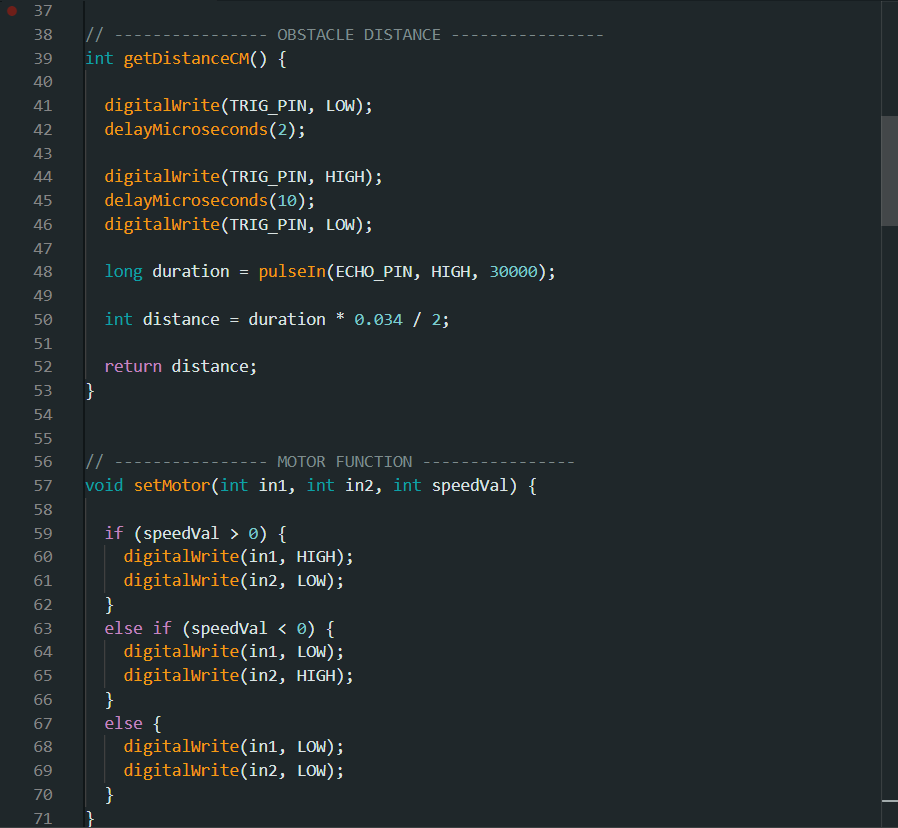 37
38 // ---------------- OBSTACLE DISTANCE ----------------
39 int getDistanceCM() {
40
41   digitalWrite(TRIG_PIN, LOW);
42   delayMicroseconds(2);
43
44   digitalWrite(TRIG_PIN, HIGH);
45   delayMicroseconds(10);
46   digitalWrite(TRIG_PIN, LOW);
47
48   long duration = pulseIn(ECHO_PIN, HIGH, 30000);
49
50   int distance = duration * 0.034 / 2;
51
52   return distance;
53 }
54
55
56 // ---------------- MOTOR FUNCTION ----------------
57 void setMotor(int in1, int in2, int speedVal) {
58
59   if (speedVal > 0) {
60     digitalWrite(in1, HIGH);
61     digitalWrite(in2, LOW);
62   }
63   else if (speedVal < 0) {
64     digitalWrite(in1, LOW);
65     digitalWrite(in2, HIGH);
66   }
67   else {
68     digitalWrite(in1, LOW);
69     digitalWrite(in2, LOW);
70   }
71 }